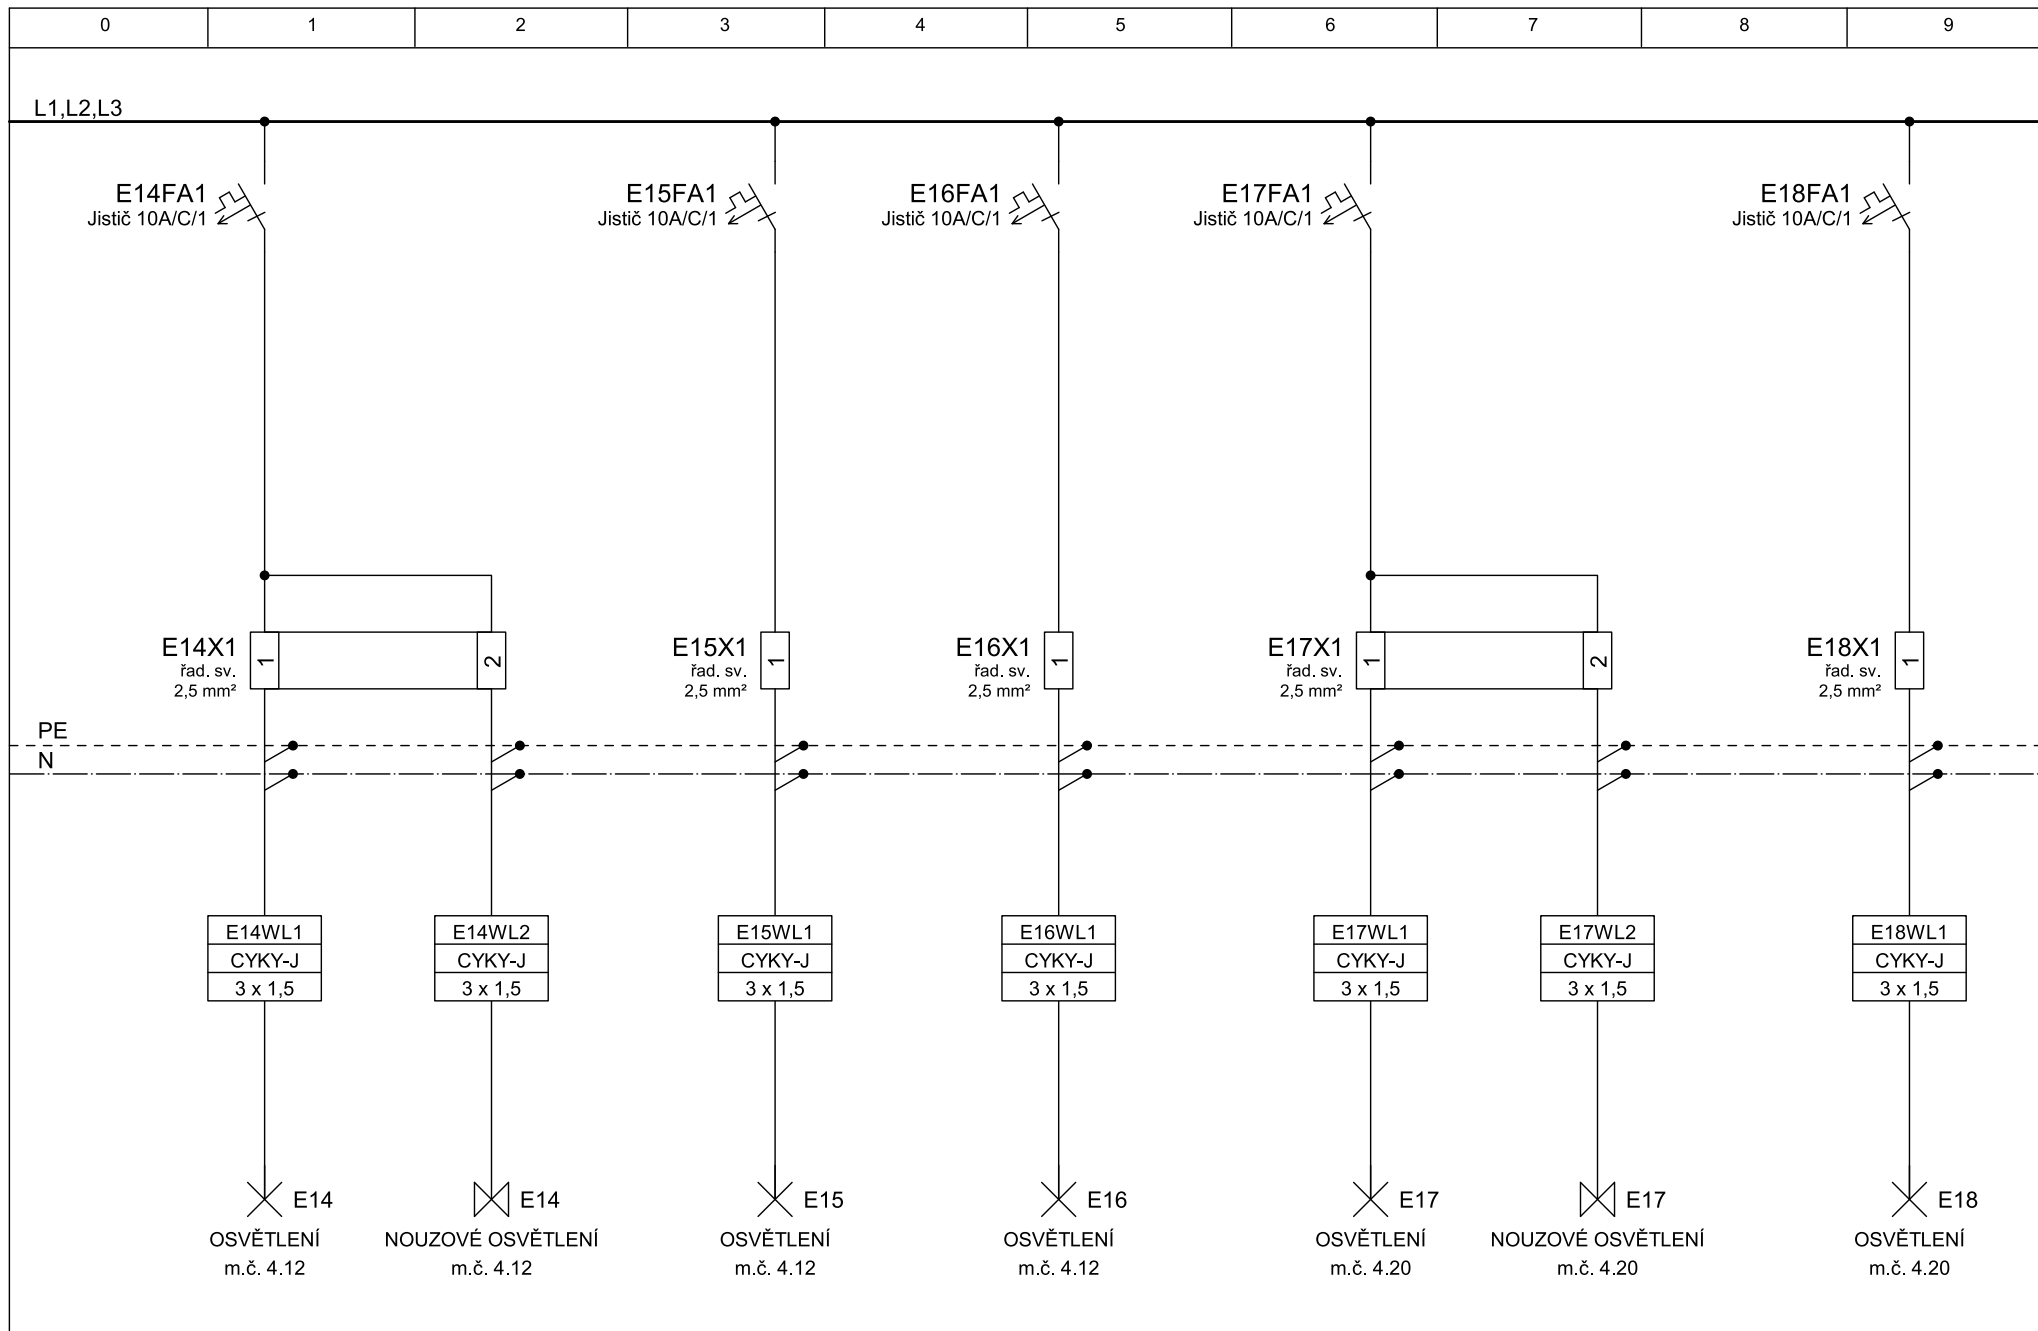 0 1 2 3 4 5 6 7 8 9
L1,L2,L3
E14FA1 E15FA1 E16FA1 E17FA1 E18FA1
Jistič 10A/C/1 Jistič 10A/C/1 Jistič 10A/C/1 Jistič 10A/C/1 Jistič 10A/C/1
E14X1 1 2 E15X1 1 E16X1 1 E17X1 1 2 E18X1 1
řad. sv. řad. sv. řad. sv. řad. sv. řad. sv.
2,5 mm² 2,5 mm² 2,5 mm² 2,5 mm² 2,5 mm²
PE
N
E14WL1 E14WL2 E15WL1 E16WL1 E17WL1 E17WL2 E18WL1
CYKY-J CYKY-J CYKY-J CYKY-J CYKY-J CYKY-J CYKY-J
3 x 1,5 3 x 1,5 3 x 1,5 3 x 1,5 3 x 1,5 3 x 1,5 3 x 1,5
E14 E14 E15 E16 E17 E17 E18
OSVĚTLENÍ NOUZOVÉ OSVĚTLENÍ OSVĚTLENÍ OSVĚTLENÍ OSVĚTLENÍ NOUZOVÉ OSVĚTLENÍ OSVĚTLENÍ
m.č. 4.12 m.č. 4.12 m.č. 4.12 m.č. 4.12 m.č. 4.20 m.č. 4.20 m.č. 4.20